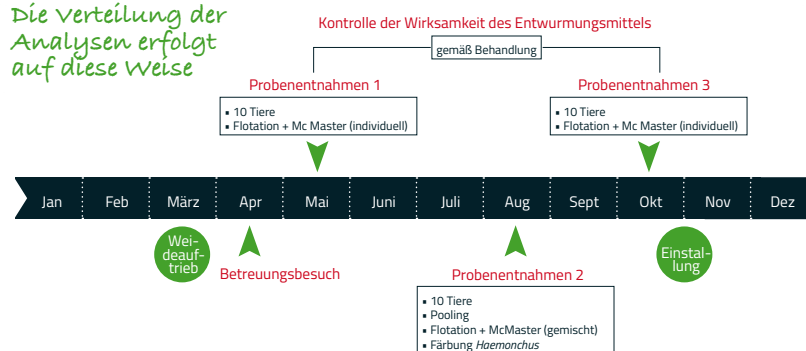 Die Verteilung der
Analysen erfolgt
auf diese Weise
Kontrolle der Wirksamkeit des Entwurmungsmittels
gemäß Behandlung
Probenentnahmen 1
▪ 10 Tiere
▪ Flotation + Mc Master (individuell)
Probenentnahmen 3
▪ 10 Tiere
▪ Flotation + Mc Master (individuell)
Jan Feb März Apr Mai Juni Juli Aug Sept Okt Nov Dez
Wei-
deauf-
trieb
Betreuungsbesuch
Einstal-
lung
Probenentnahmen 2
▪ 10 Tiere
▪ Pooling
▪ Flotation + McMaster (gemischt)
▪ Färbung Haemonchus